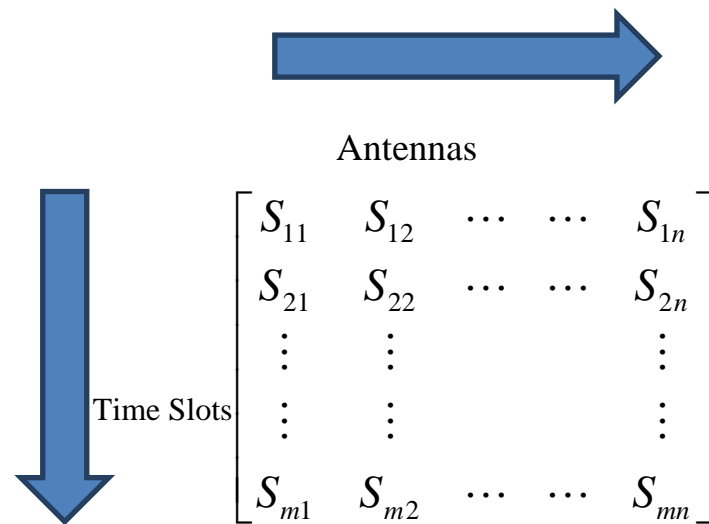 Antennas
S11 S12 ⋯ ⋯ S1n
S21 S22 ⋯ ⋯ S2n
⋮ ⋮ ⋮
Time Slots ⋮ ⋮ ⋮
Sm1 Sm2 ⋯ ⋯ Smn